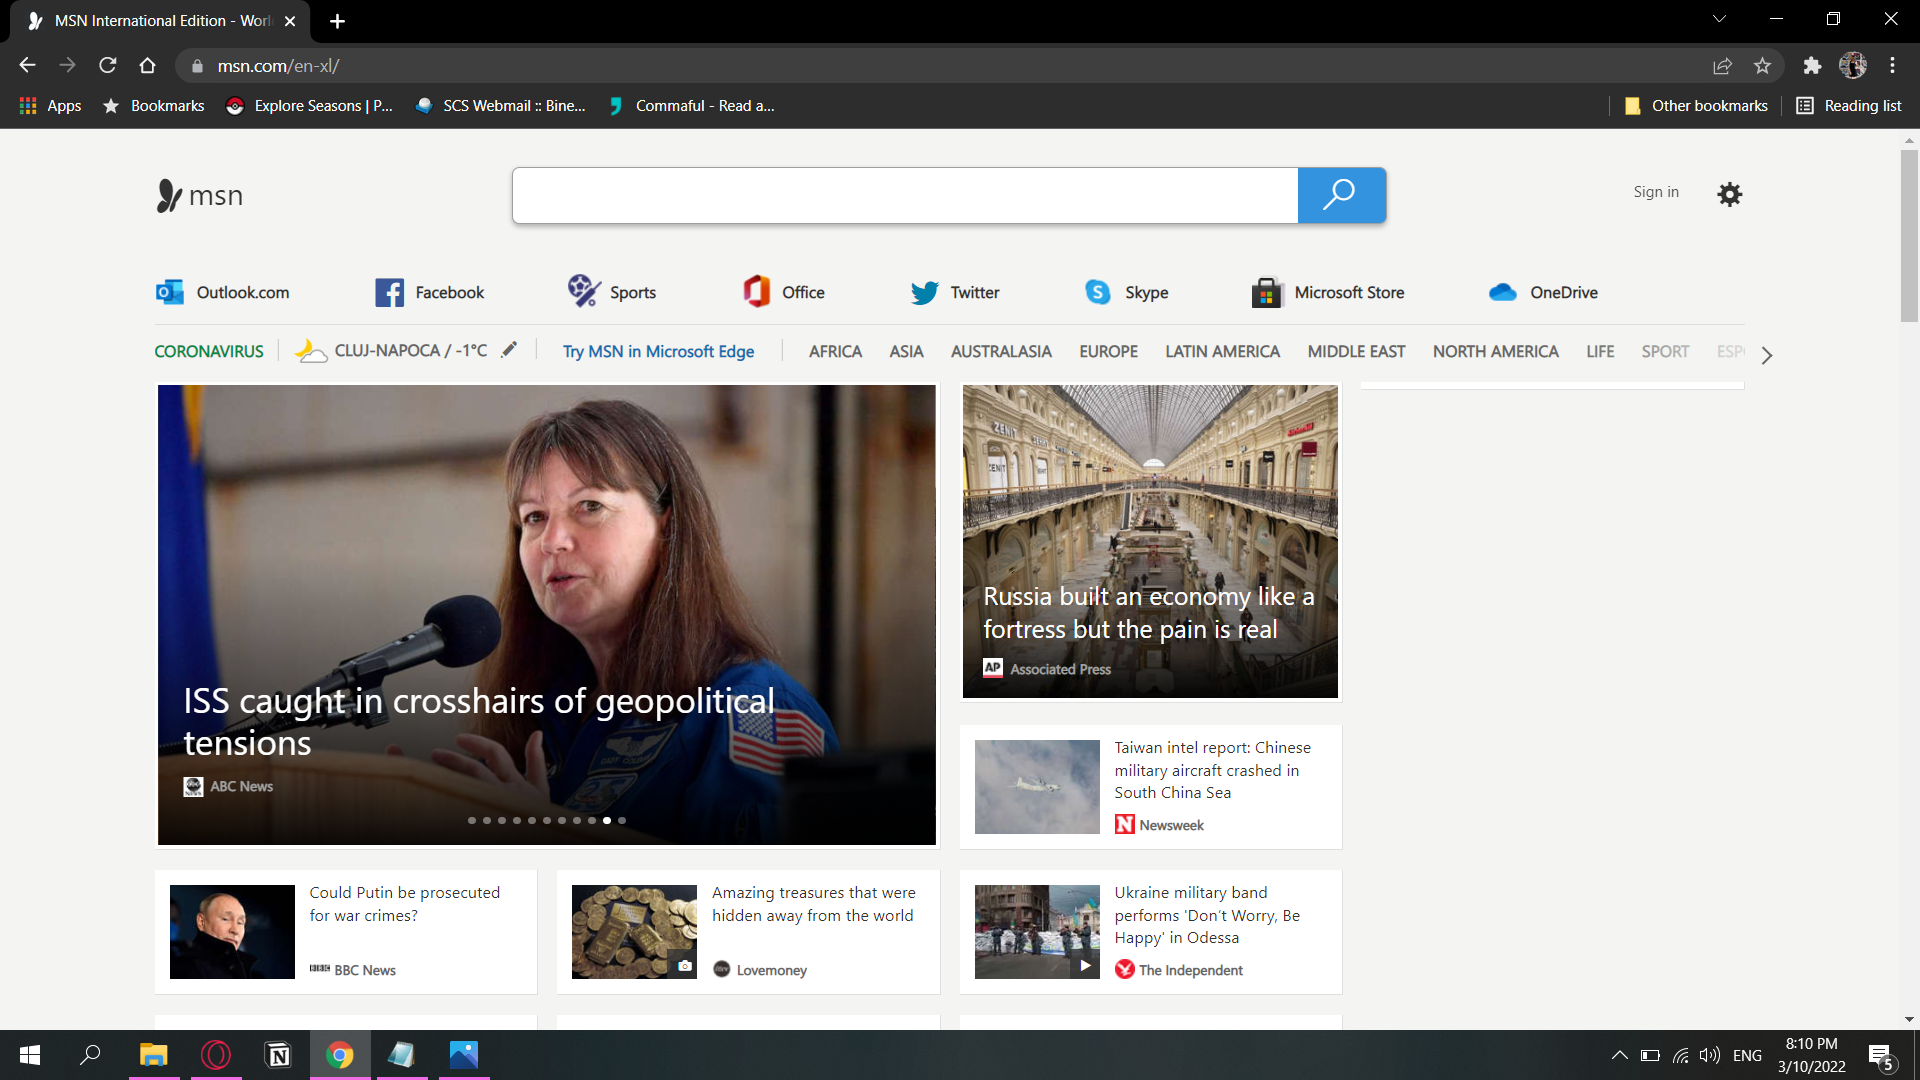 MSN International Edition - Worl
msn.com/en-xl/
Apps
Bookmarks
Explore Seasons | P...
SCS Webmail :: Bine...
Commaful - Read a...
Other bookmarks
Reading list
msn
Sign in
Outlook.com
Facebook
Sports
Office
Twitter
Skype
Microsoft Store
OneDrive
CORONAVIRUS
CLUJ-NAPOCA / -1°C
Try MSN in Microsoft Edge
AFRICA
ASIA
AUSTRALASIA
EUROPE
LATIN AMERICA
MIDDLE EAST
NORTH AMERICA
LIFE
SPORT
ESP
ISS caught in crosshairs of geopolitical
tensions
ABC News
ZENIT
ZENIT
Russia built an economy like a
fortress but the pain is real
AP Associated Press
Taiwan intel report: Chinese
military aircraft crashed in
South China Sea
N Newsweek
Could Putin be prosecuted
for war crimes?
BBC BBC News
Amazing treasures that were
hidden away from the world
Lovemoney
Ukraine military band
performs 'Don't Worry, Be
Happy' in Odessa
The Independent
ENG
8:10 PM
3/10/2022
5